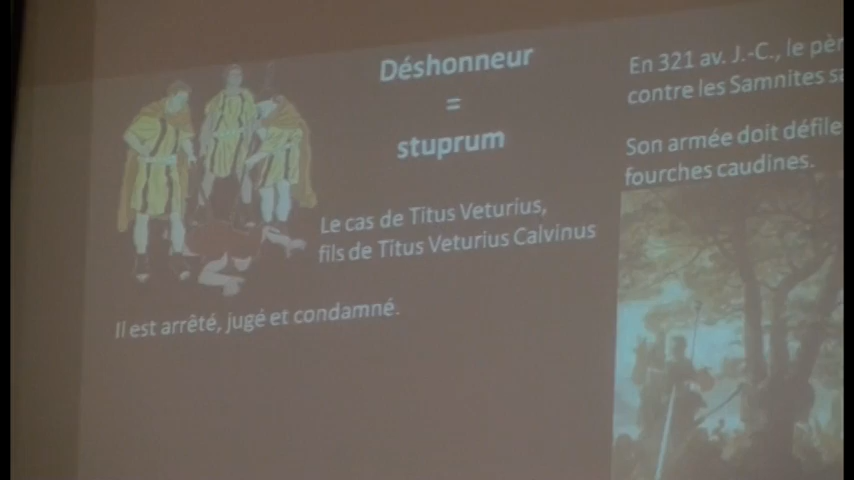 Déshonneur
=
stuprum
Le cas de Titus Veturius,
fils de Titus Veturius Calvinus
Il est arrêté, jugé et condamné.
En 321 av. J.-C., le
contre les Samnites
Son armée doit
fourches caudines.